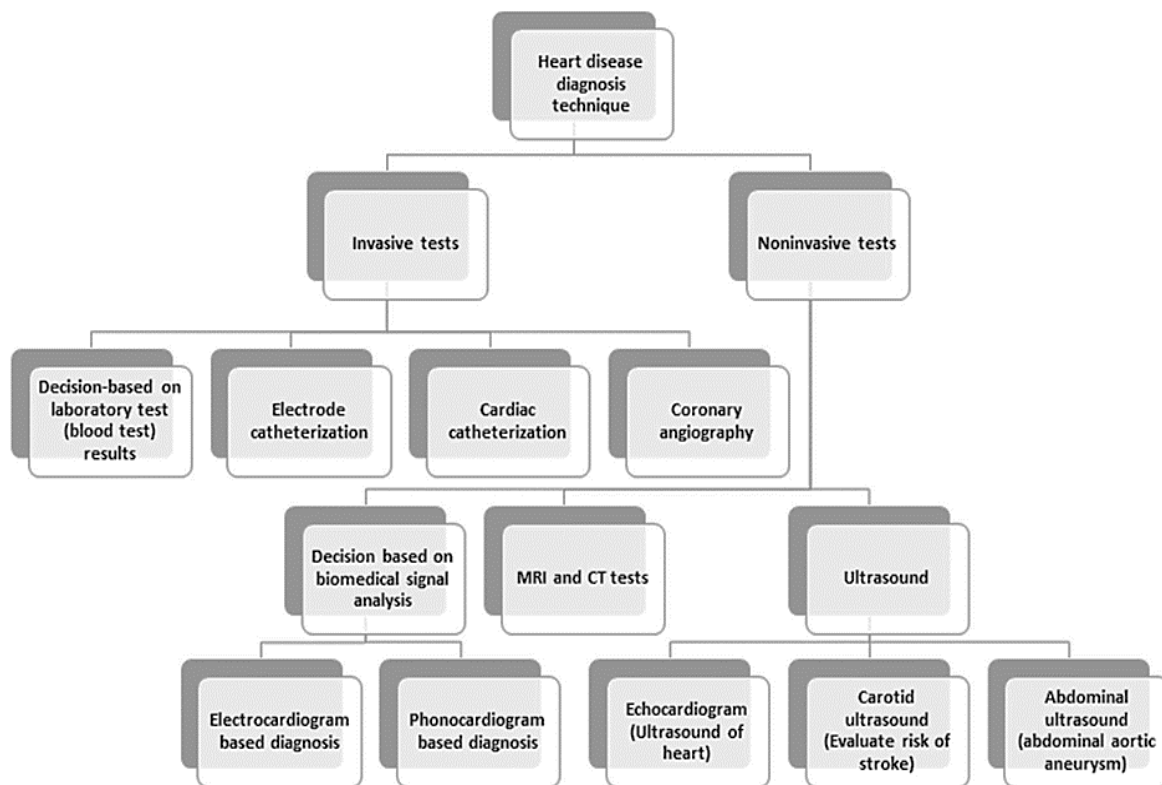 Heart disease
diagnosis
technique
Invasive tests
Noninvasive tests
Decision-based on
laboratory test
(blood test)
results
Electrode
catheterization
Cardiac
catheterization
Coronary
angiography
Decision based on
biomedical signal
analysis
MRI and CT tests
Ultrasound
Electrocardiogram
based diagnosis
Phonocardiogram
based diagnosis
Echocardiogram
(Ultrasound of
heart)
Carotid
ultrasound
(Evaluate risk of
stroke)
Abdominal
ultrasound
(abdominal aortic
aneurysm)